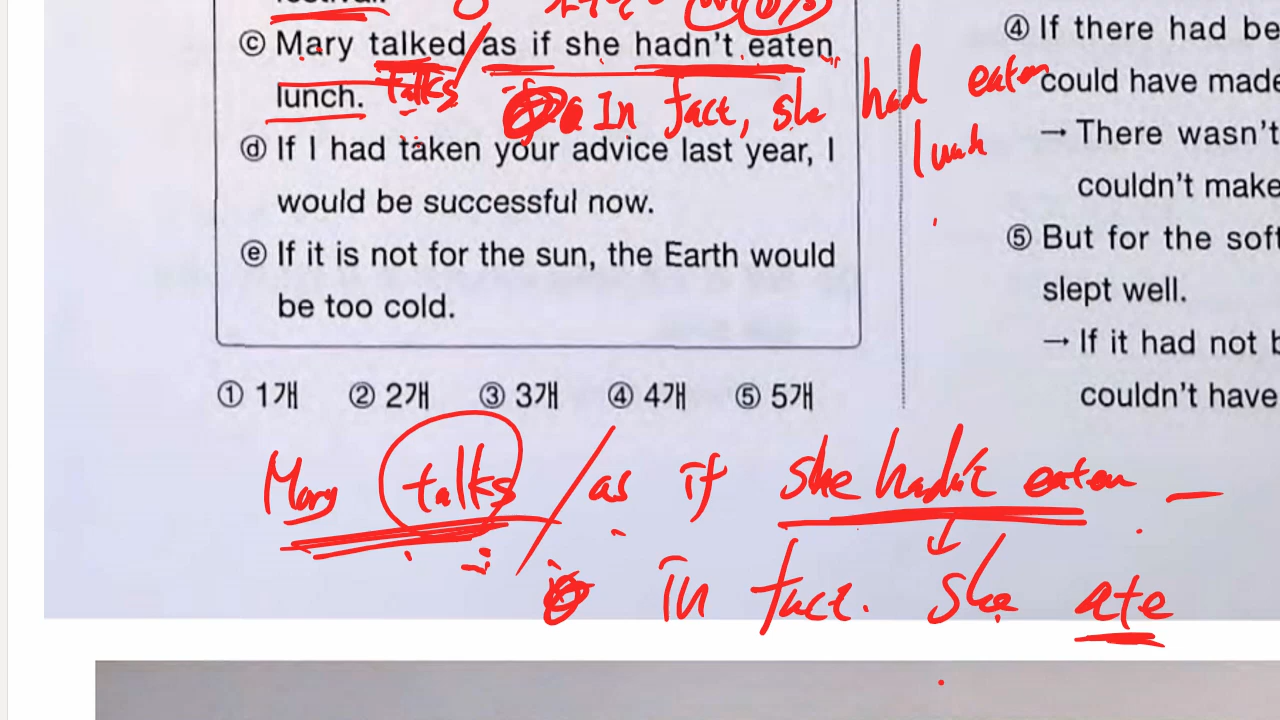 festival.
ⓒ Mary talked as if she hadn't eaten
lunch. talks In fact, she had eaten
lunch
ⓓ If I had taken your advice last year, I
would be successful now.
ⓔ If it is not for the sun, the Earth would
be too cold.
① 1개 ② 2개 ③ 3개 ④ 4개 ⑤ 5개
④ If there had be
could have made
→ There wasn't
couldn't make
⑤ But for the soft
slept well.
→ If it had not b
couldn't have
Mary talks / as if she hadn't eaten —
in fact. she ate